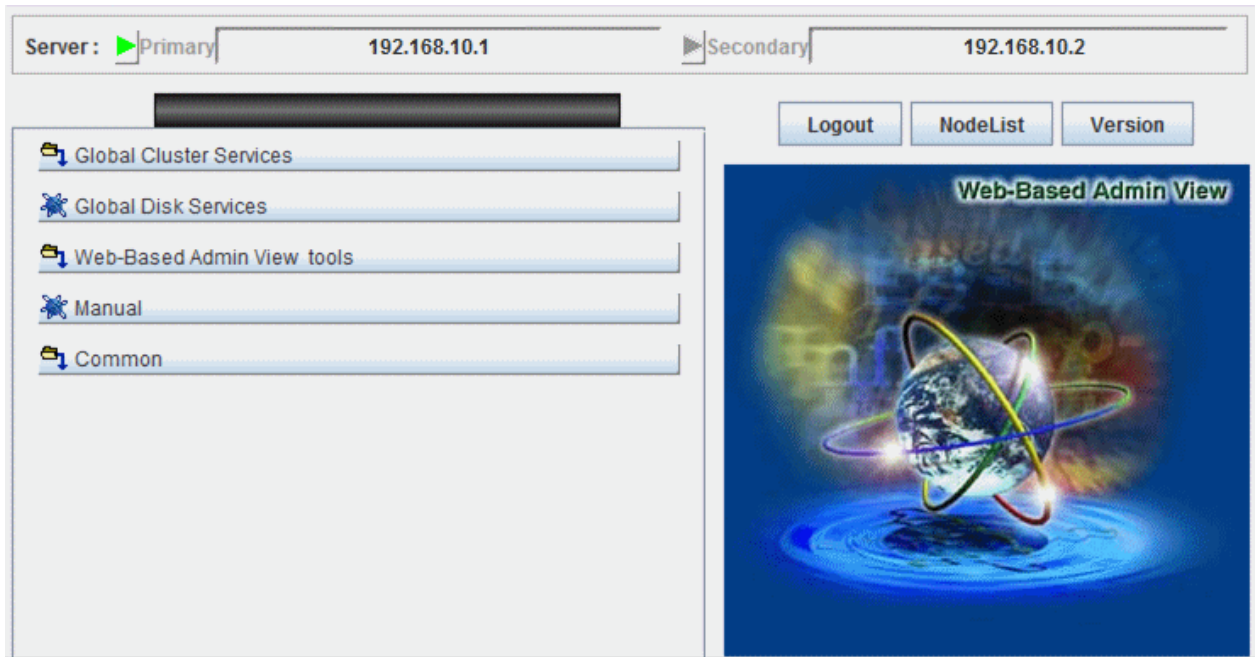 Server : Primary 192.168.10.1 Secondary 192.168.10.2
Logout NodeList Version
Global Cluster Services
Global Disk Services
Web-Based Admin View tools
Manual
Common
Web-Based Admin View